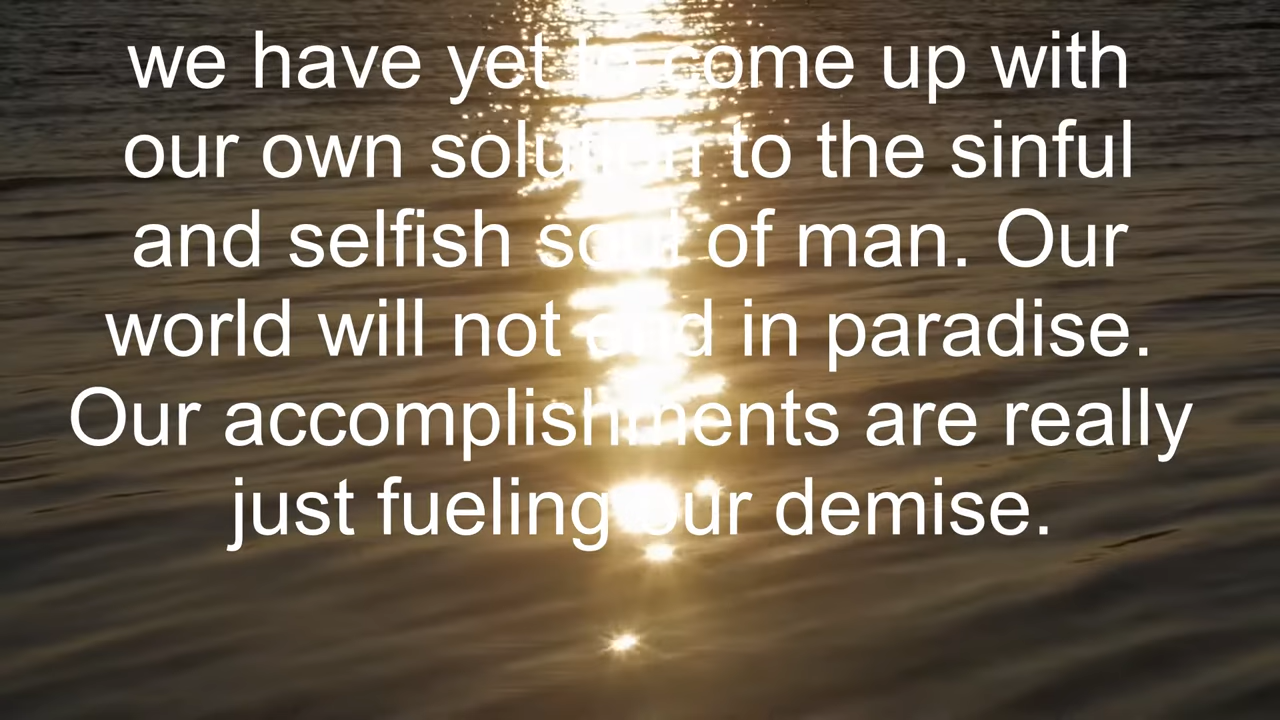 we have yet to come up with
our own solution to the sinful
and selfish soul of man. Our
world will not end in paradise.
Our accomplishments are really
just fueling our demise.